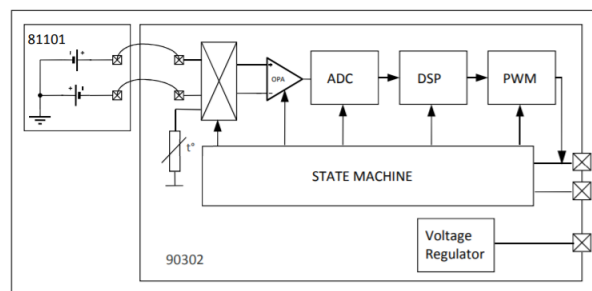 81101
- +
+ -
OPA
+
-
ADC
DSP
PWM
t°
STATE MACHINE
Voltage
Regulator
90302